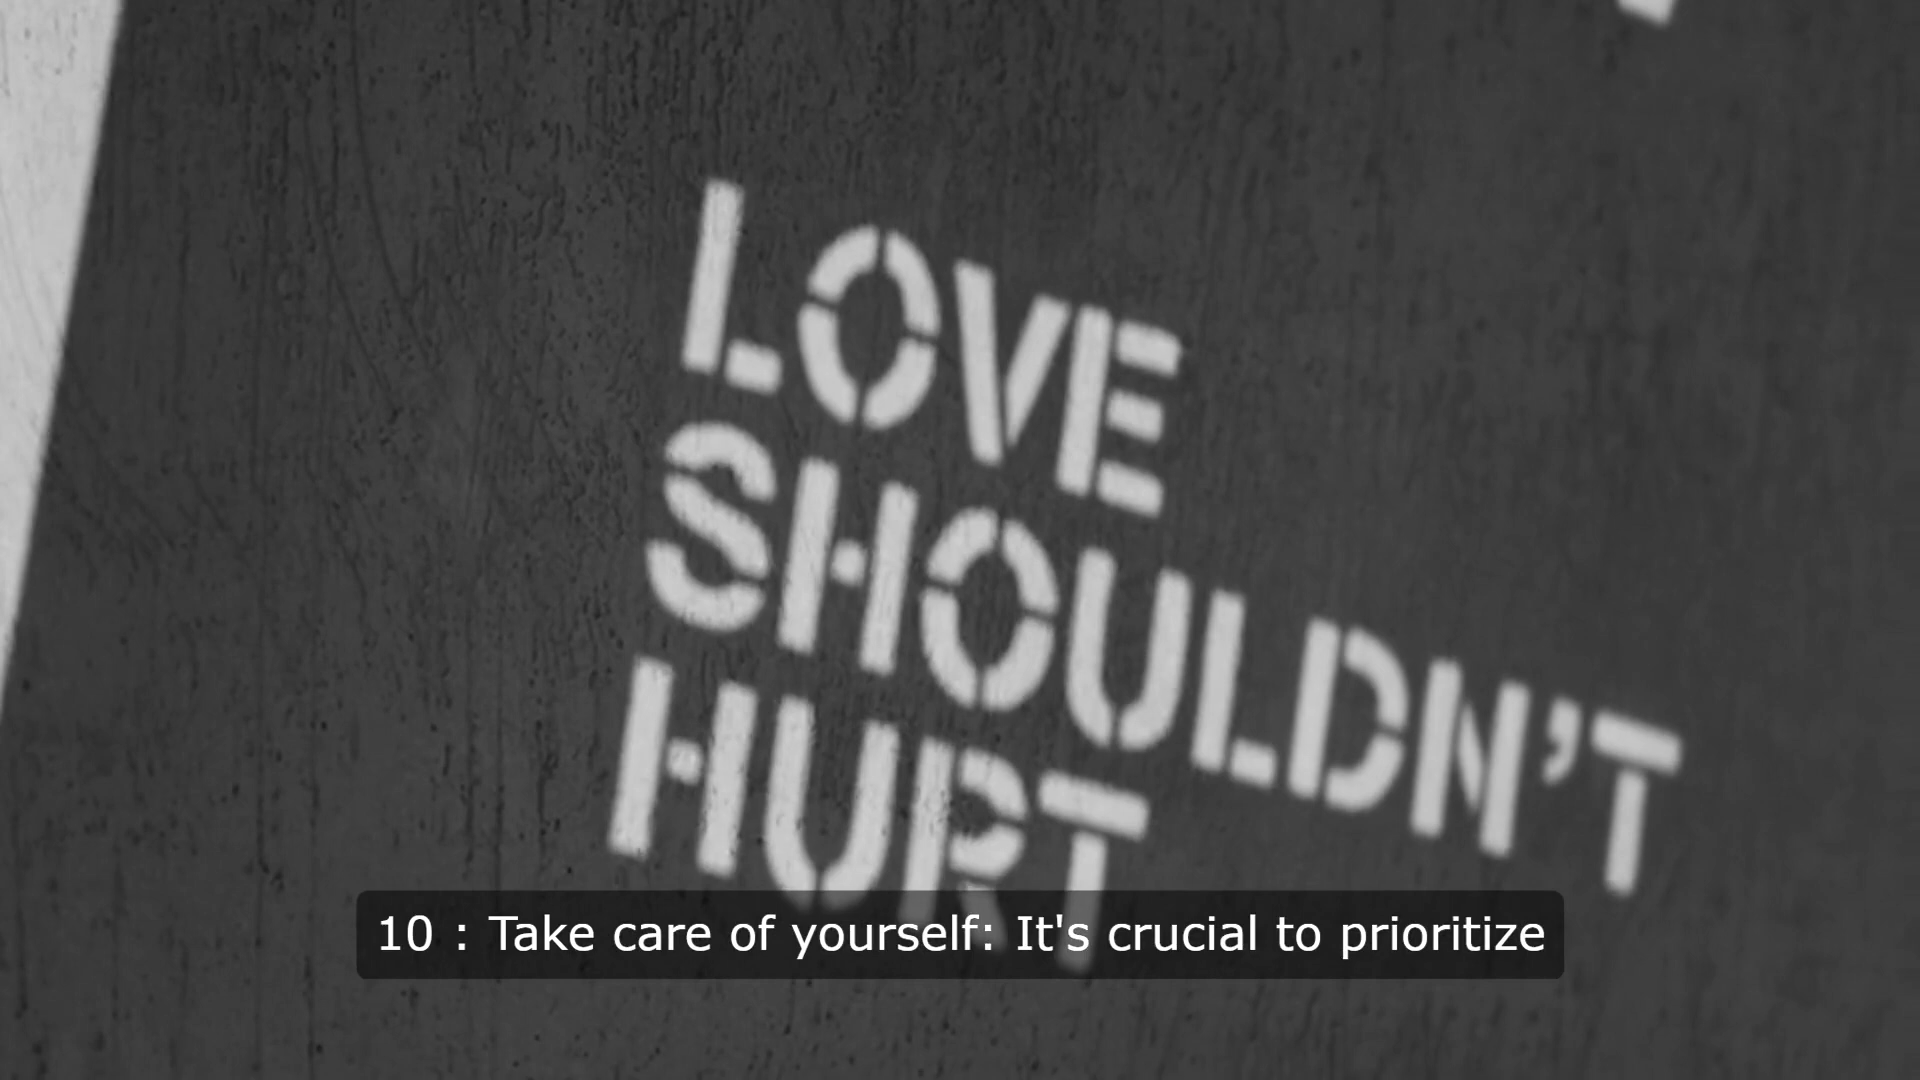 LOVE
SHOULDN'T
HURT
10 : Take care of yourself: It's crucial to prioritize